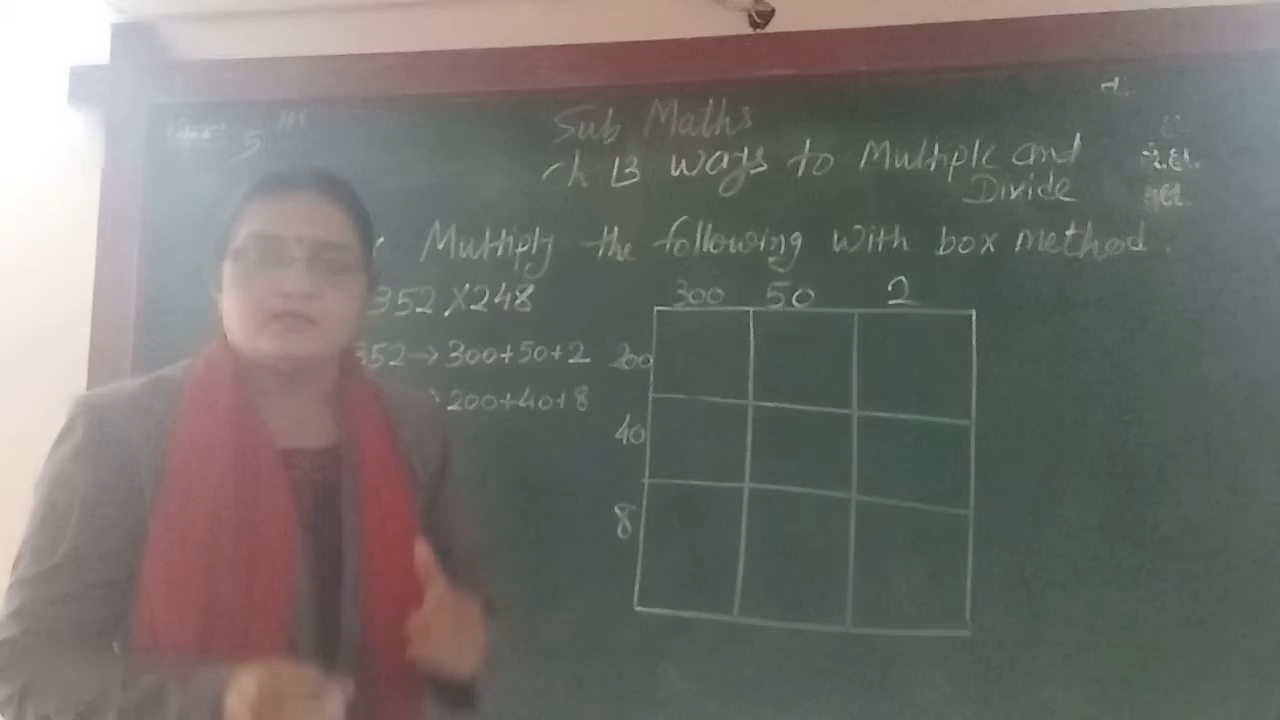 5
Sub Maths
Ch 13 Ways to Multiple and
Divide
Multiply the following with box method.
352 X 248
352 → 300+50+2
200+40+8
300 50 2
200
40
8